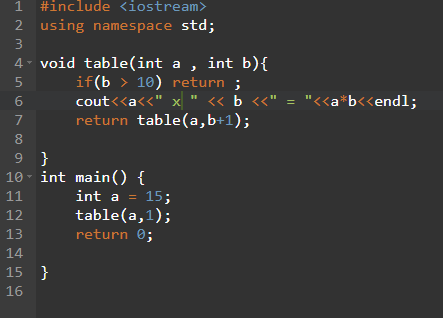 1 #include <iostream>
2 using namespace std;
3
4 void table(int a , int b){
5     if(b > 10) return ;
6     cout<<a<<" x " << b <<" = "<<a*b<<endl;
7     return table(a,b+1);
8
9 }
10 int main() {
11     int a = 15;
12     table(a,1);
13     return 0;
14
15 }
16